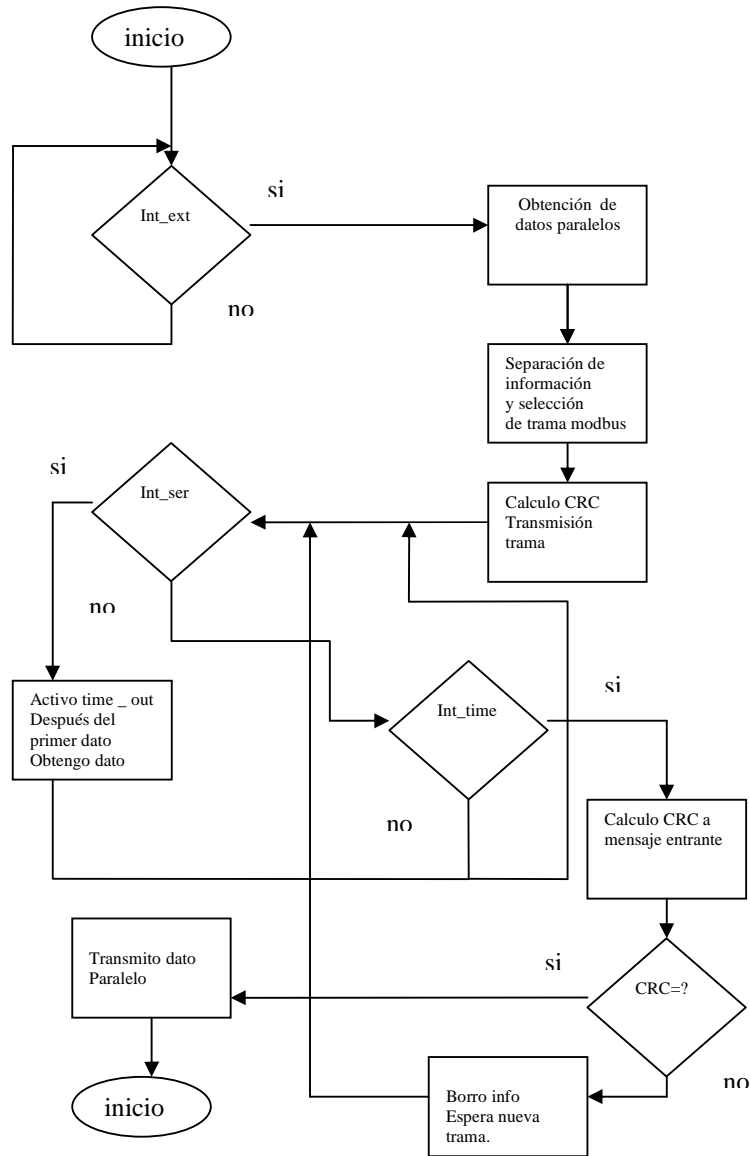 inicio
Int_ext
si
no
Obtención de
datos paralelos
Separación de
información
y selección
de trama modbus
Calculo CRC
Transmisión
trama
Int_ser
si
no
Activo time _ out
Después del
primer dato
Obtengo dato
Int_time
si
no
Calculo CRC a
mensaje entrante
CRC=?
si
no
Transmito dato
Paralelo
inicio
Borro info
Espera nueva
trama.